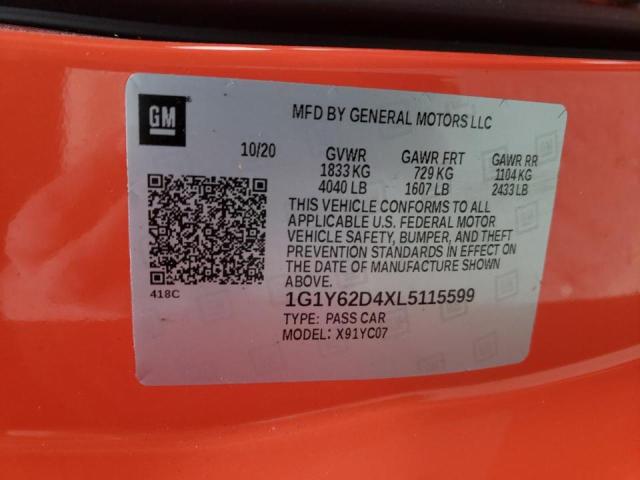 GM
MFD BY GENERAL MOTORS LLC
10/20 GVWR GAWR FRT GAWR RR
1833 KG 729 KG 1104 KG
4040 LB 1607 LB 2433 LB
THIS VEHICLE CONFORMS TO ALL
APPLICABLE U.S. FEDERAL MOTOR
VEHICLE SAFETY, BUMPER, AND THEFT
PREVENTION STANDARDS IN EFFECT ON
THE DATE OF MANUFACTURE SHOWN
ABOVE.
418C
1G1Y62D4XL5115599
TYPE: PASS CAR
MODEL: X91YC07